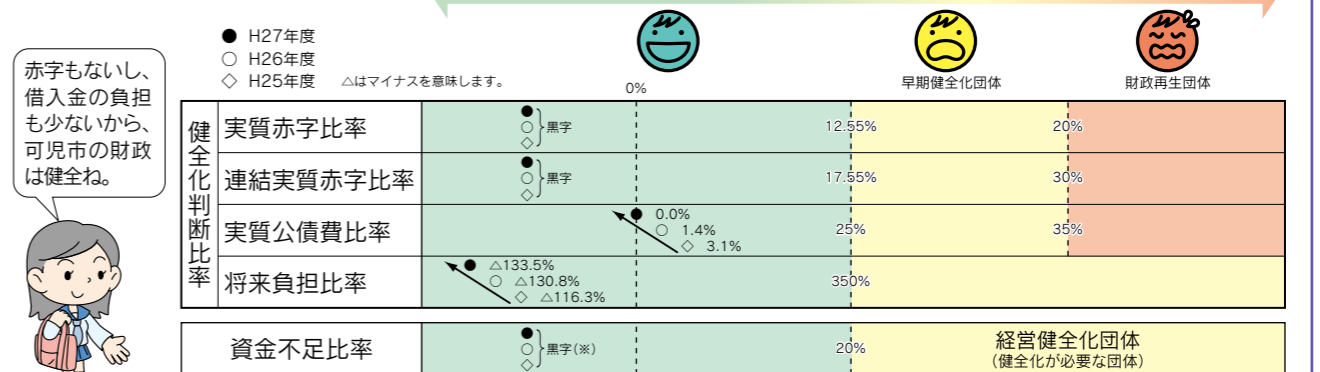 ● H27年度
○ H26年度
◇ H25年度 △はマイナスを意味します。
0%
早期健全化団体
財政再生団体
赤字もないし、
借入金の負担
も少ないから、
可児市の財政
は健全ね。
健全化判断比率
実質赤字比率
黒字
12.55%
20%
連結実質赤字比率
黒字
17.55%
30%
実質公債費比率
● 0.0%
○ 1.4%
◇ 3.1%
25%
35%
将来負担比率
● △133.5%
○ △130.8%
◇ △116.3%
350%
資金不足比率
黒字(※)
20%
経営健全化団体
(健全化が必要な団体)